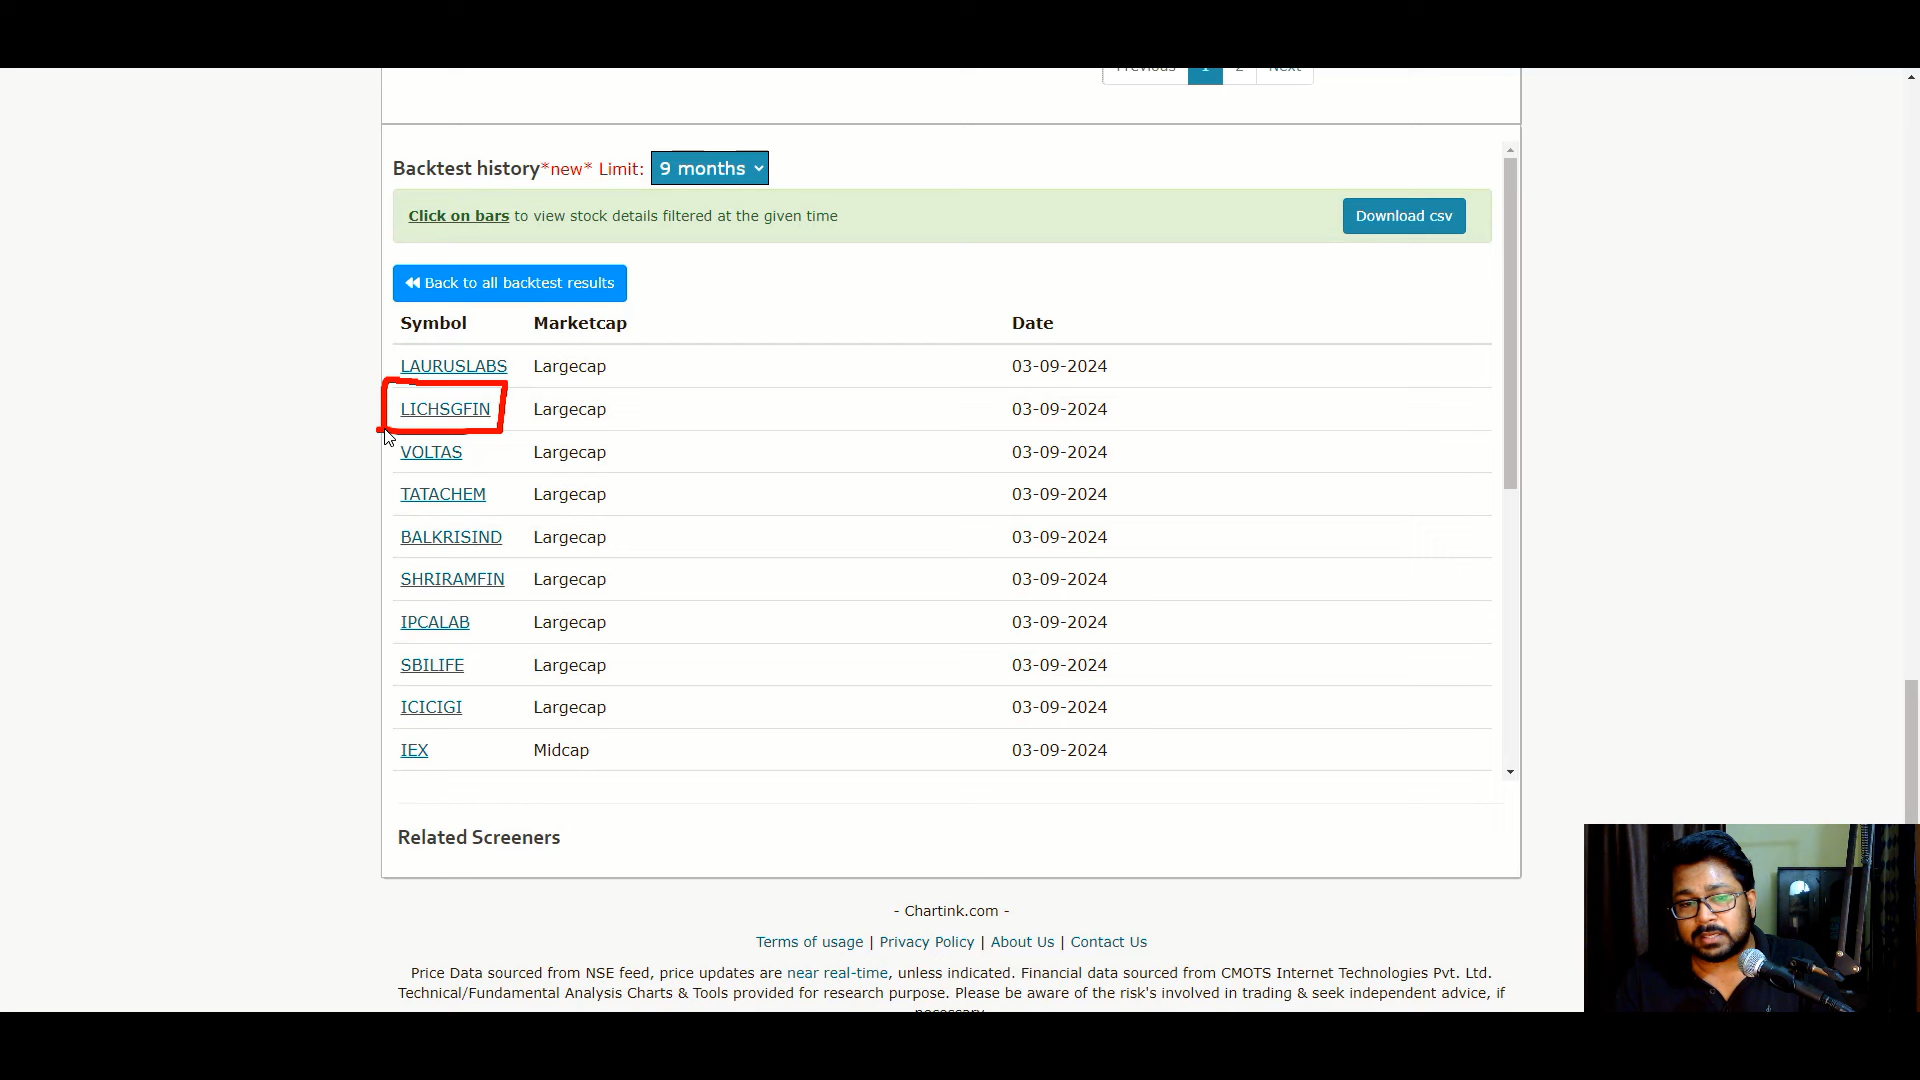 Previous 1 2 Next
Backtest history*new* Limit: 9 months
Click on bars to view stock details filtered at the given time
Download csv
Back to all backtest results
Symbol Marketcap Date
LAURUSLABS Largecap 03-09-2024
LICHSGFIN Largecap 03-09-2024
VOLTAS Largecap 03-09-2024
TATACHEM Largecap 03-09-2024
BALKRISIND Largecap 03-09-2024
SHRIRAMFIN Largecap 03-09-2024
IPCALAB Largecap 03-09-2024
SBILIFE Largecap 03-09-2024
ICICIGI Largecap 03-09-2024
IEX Midcap 03-09-2024
Related Screeners
- Chartink.com -
Terms of usage | Privacy Policy | About Us | Contact Us
Price Data sourced from NSE feed, price updates are near real-time, unless indicated. Financial data sourced from CMOTS Internet Technologies Pvt. Ltd.
Technical/Fundamental Analysis Charts & Tools provided for research purpose. Please be aware of the risk's involved in trading & seek independent advice, if
necessary.